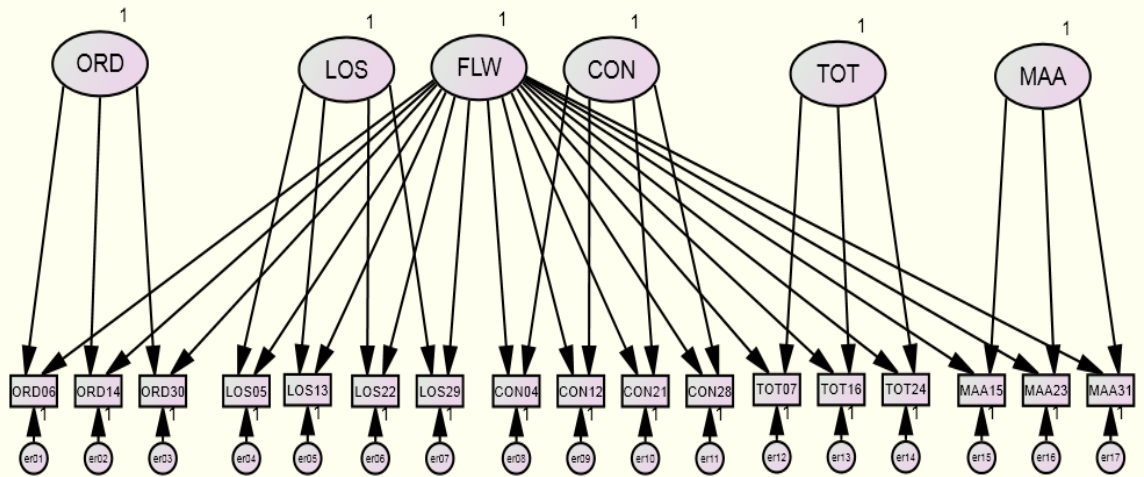 1 1 1 1 1 1
ORD LOS FLW CON TOT MAA
ORD06 ORD14 ORD30 LOS05 LOS13 LOS22 LOS29 CON04 CON12 CON21 CON28 TOT07 TOT16 TOT24 MAA15 MAA23 MAA31
1 1 1 1 1 1 1 1 1 1 1 1 1 1 1 1 1
er01 er02 er03 er04 er05 er06 er07 er08 er09 er10 er11 er12 er13 er14 er15 er16 er17